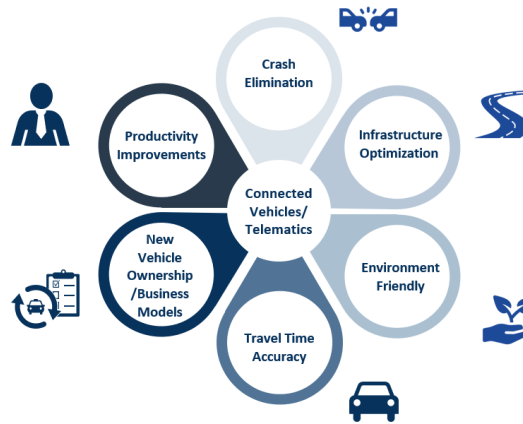 Crash
Elimination
Productivity
Improvements
Infrastructure
Optimization
Connected
Vehicles/
Telematics
New
Vehicle
Ownership
/Business
Models
Environment
Friendly
Travel Time
Accuracy